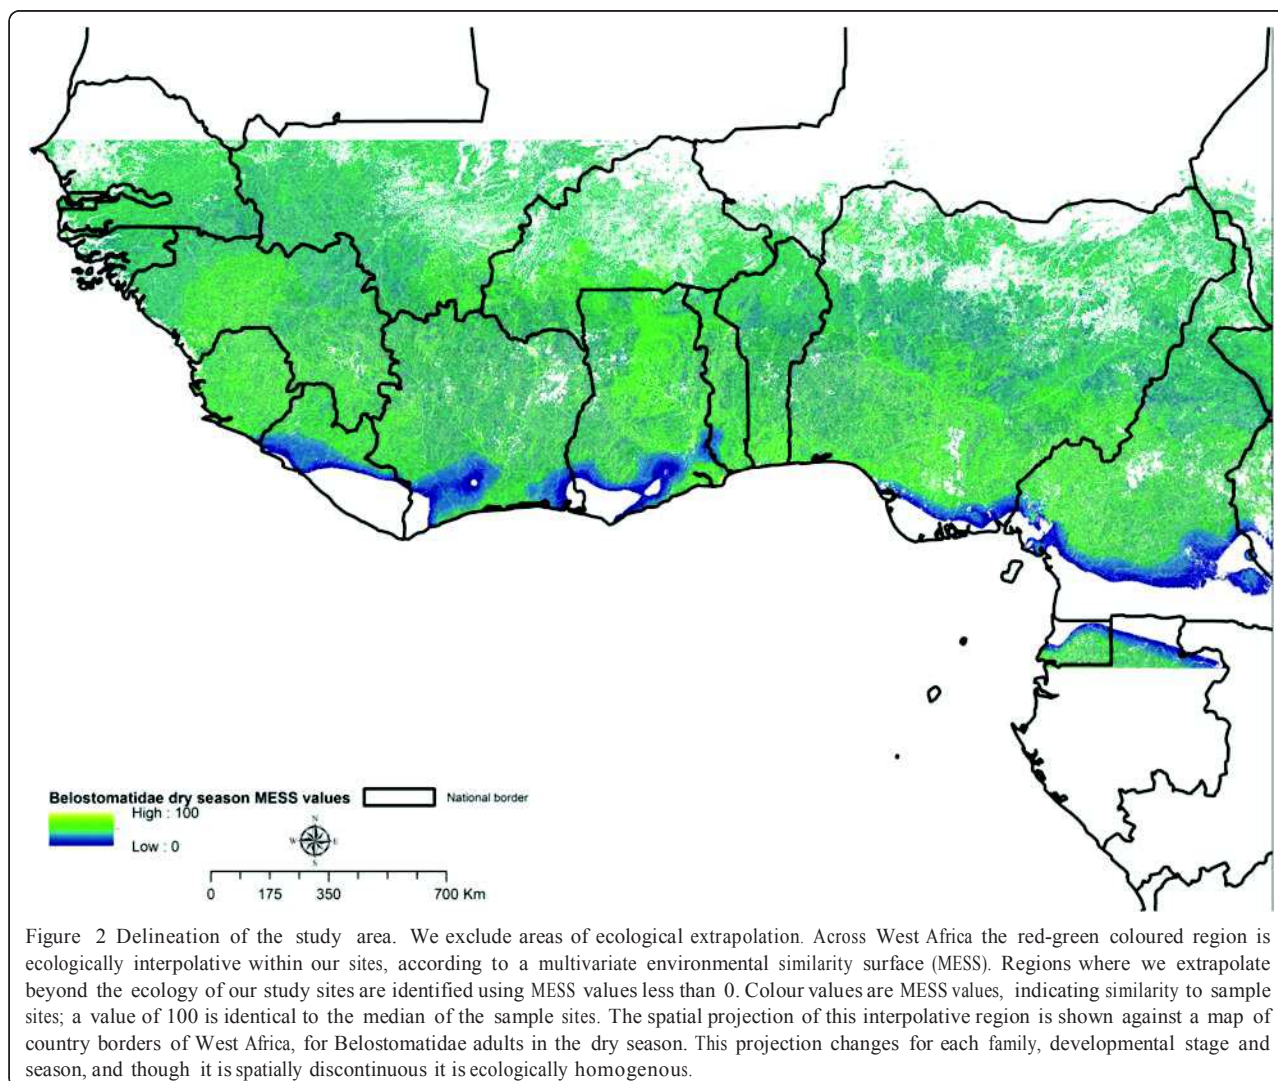 Belostomatidae dry season MESS values
National border
High : 100
Low : 0
N
W E
S
0 175 350 700 Km
Figure 2 Delineation of the study area. We exclude areas of ecological extrapolation. Across West Africa the red-green coloured region is
ecologically interpolative within our sites, according to a multivariate environmental similarity surface (MESS). Regions where we extrapolate
beyond the ecology of our study sites are identified using MESS values less than 0. Colour values are MESS values, indicating similarity to sample
sites; a value of 100 is identical to the median of the sample sites. The spatial projection of this interpolative region is shown against a map of
country borders of West Africa, for Belostomatidae adults in the dry season. This projection changes for each family, developmental stage and
season, and though it is spatially discontinuous it is ecologically homogenous.